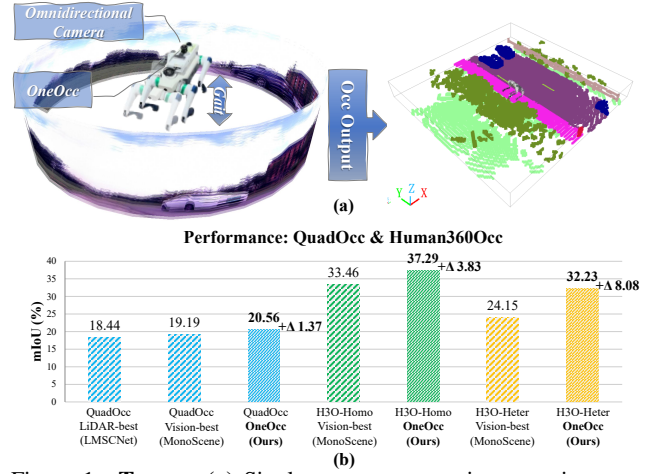 Omnidirectional
Camera
OneOcc
Gait
Occ Output
Y Z X
(a)
Performance: QuadOcc & Human360Occ
mIoU (%)
40
35
30
25
20
15
10
5
0
18.44
19.19
20.56
+Δ 1.37
33.46
37.29
+Δ 3.83
24.15
32.23
+Δ 8.08
QuadOcc
LiDAR-best
(LMSCNet)
QuadOcc
Vision-best
(MonoScene)
QuadOcc
OneOcc
(Ours)
H3O-Homo
Vision-best
(MonoScene)
H3O-Homo
OneOcc
(Ours)
H3O-Heter
Vision-best
(MonoScene)
H3O-Heter
OneOcc
(Ours)
(b)